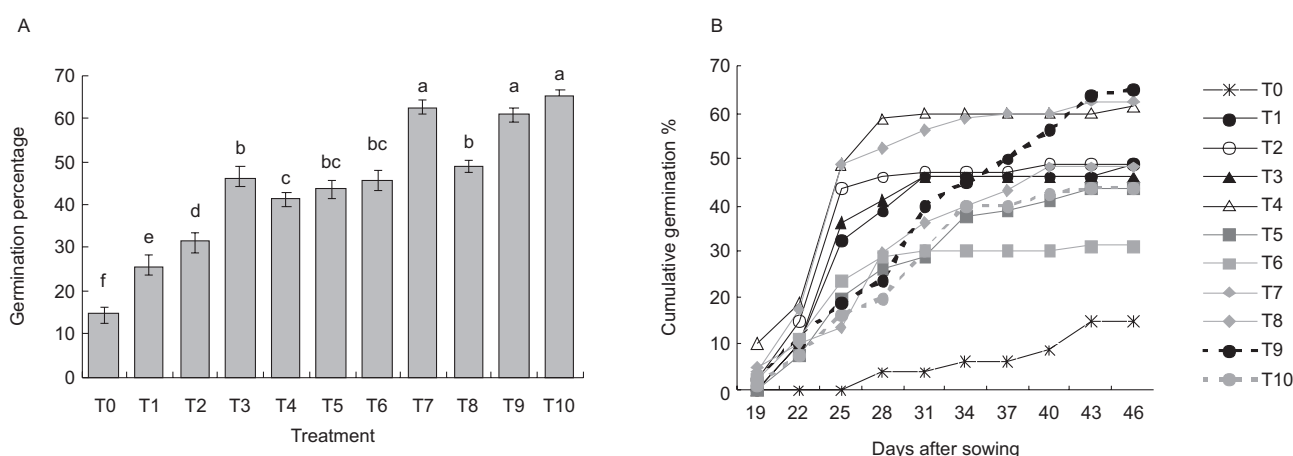 A
Germination percentage
70
60
50
40
30
20
10
0
f
e
d
b
c
bc
bc
a
b
a
a
T0 T1 T2 T3 T4 T5 T6 T7 T8 T9 T10
Treatment
B
Cumulative germination %
70
60
50
40
30
20
10
0
19 22 25 28 31 34 37 40 43 46
Days after sowing
T0
T1
T2
T3
T4
T5
T6
T7
T8
T9
T10